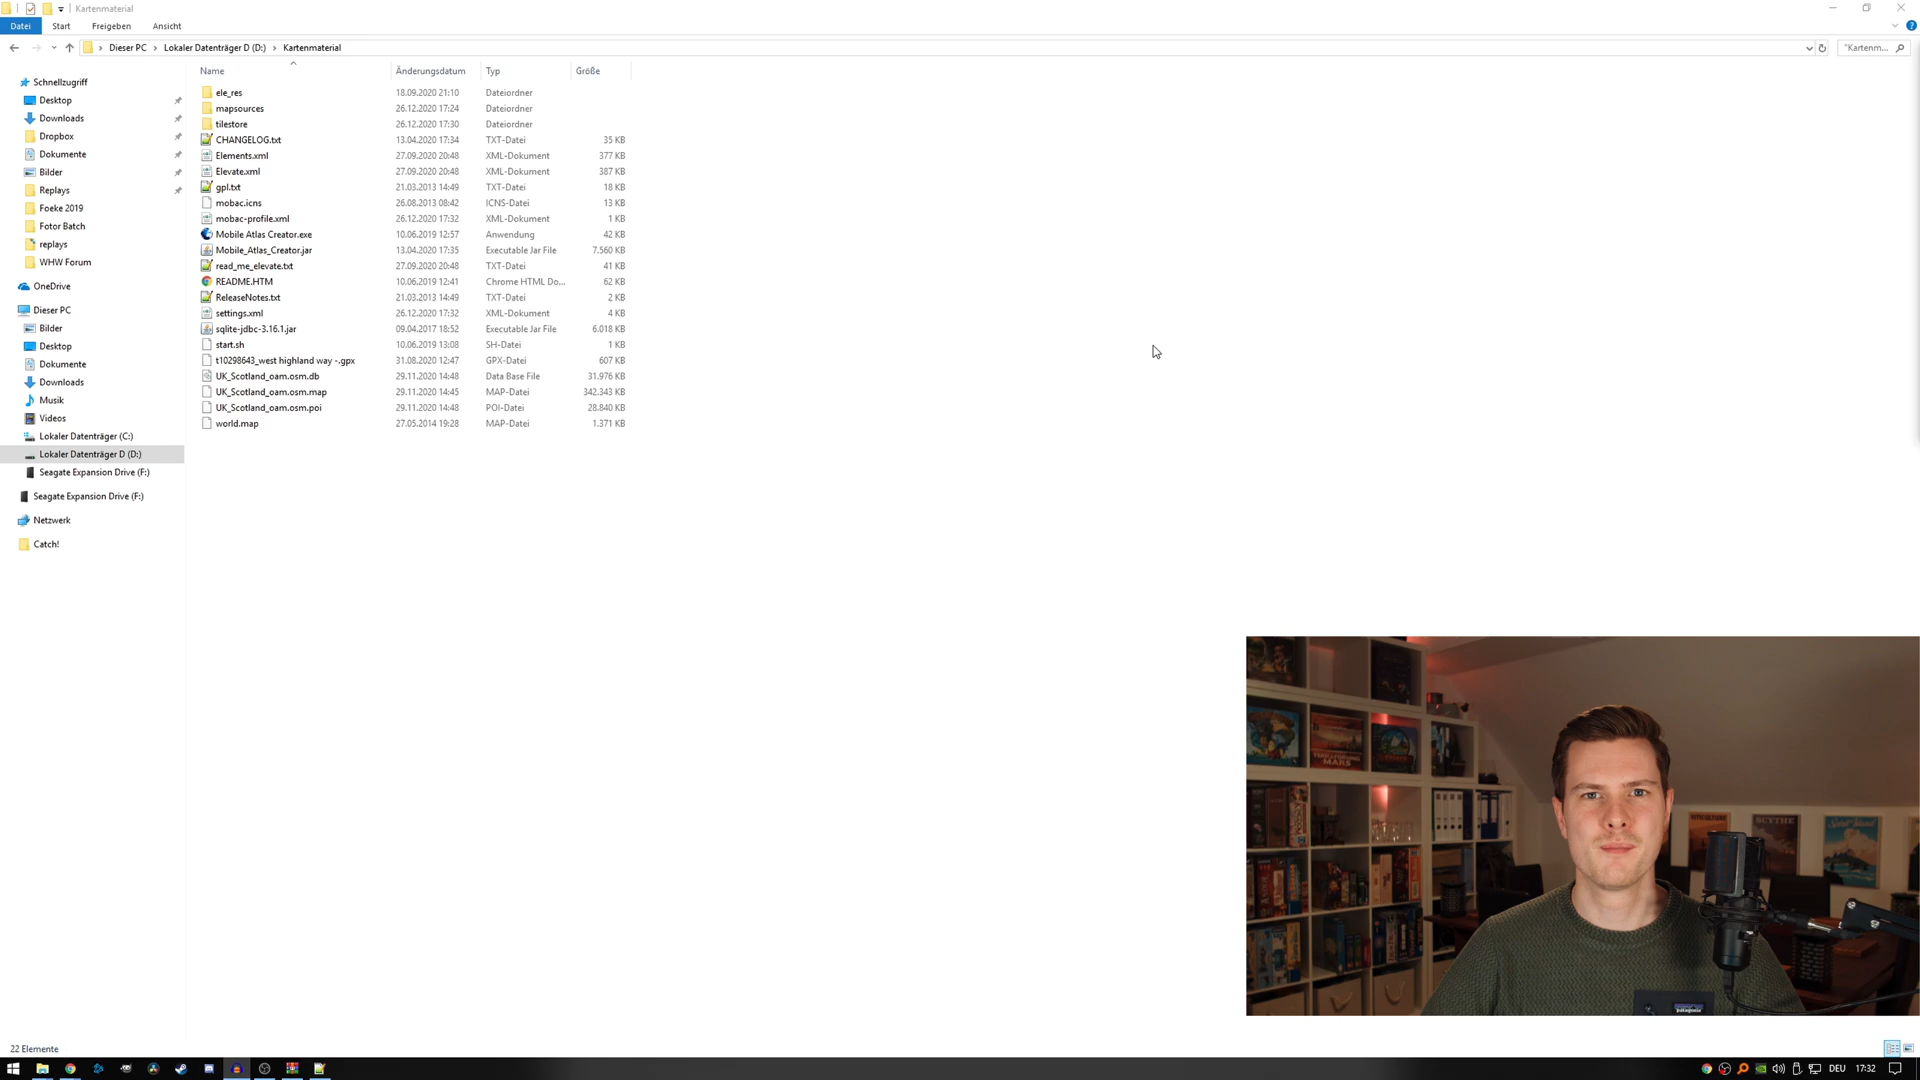 Kartenmaterial
Datei Start Freigeben Ansicht
Dieser PC Lokaler Datenträger D (D:) Kartenmaterial
"Kartenm...
Name Änderungsdatum Typ Größe
ele_res 18.09.2020 21:10 Dateiordner
mapsources 26.12.2020 17:24 Dateiordner
tilestore 26.12.2020 17:30 Dateiordner
CHANGELOG.txt 13.04.2020 17:34 TXT-Datei 35 KB
Elements.xml 27.09.2020 20:48 XML-Dokument 377 KB
Elevate.xml 27.09.2020 20:48 XML-Dokument 387 KB
gpl.txt 21.03.2013 14:49 TXT-Datei 18 KB
mobac.icns 26.08.2013 08:42 ICNS-Datei 13 KB
mobac-profile.xml 26.12.2020 17:32 XML-Dokument 1 KB
Mobile Atlas Creator.exe 10.06.2019 12:57 Anwendung 42 KB
Mobile_Atlas_Creator.jar 13.04.2020 17:35 Executable Jar File 7.560 KB
read_me_elevate.txt 27.09.2020 20:48 TXT-Datei 41 KB
README.HTM 10.06.2019 12:41 Chrome HTML Do... 62 KB
ReleaseNotes.txt 21.03.2013 14:49 TXT-Datei 2 KB
settings.xml 26.12.2020 17:32 XML-Dokument 4 KB
sqlite-jdbc-3.16.1.jar 09.04.2017 18:52 Executable Jar File 6.018 KB
start.sh 10.06.2019 13:08 SH-Datei 1 KB
t10298643_west highland way -.gpx 31.08.2020 12:47 GPX-Datei 607 KB
UK_Scotland_oam.osm.db 29.11.2020 14:48 Data Base File 31.976 KB
UK_Scotland_oam.osm.map 29.11.2020 14:45 MAP-Datei 342.343 KB
UK_Scotland_oam.osm.poi 29.11.2020 14:48 POI-Datei 28.840 KB
world.map 27.05.2014 19:28 MAP-Datei 1.371 KB
Schnellzugriff
Desktop
Downloads
Dropbox
Dokumente
Bilder
Replays
Foeke 2019
Fotor Batch
replays
WHW Forum
OneDrive
Dieser PC
Bilder
Desktop
Dokumente
Downloads
Musik
Videos
Lokaler Datenträger (C:)
Lokaler Datenträger D (D:)
Seagate Expansion Drive (F:)
Seagate Expansion Drive (F:)
Netzwerk
Catch!
TERRAFORMING
MARS
VITICULTURE
SCYTHE
Spirit Island
patagonia
22 Elemente
DEU 17:32